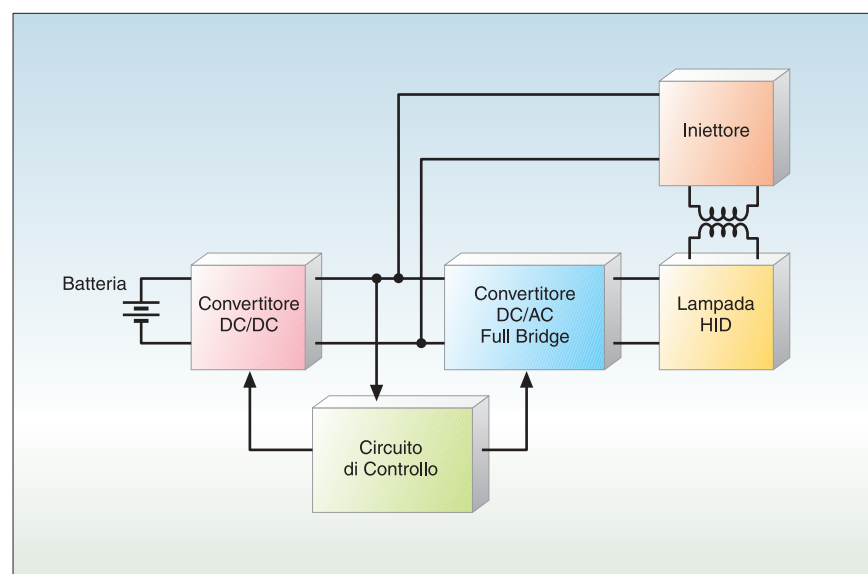 Iniettore
Batteria
Convertitore
DC/DC
Convertitore
DC/AC
Full Bridge
Lampada
HID
Circuito
di Controllo